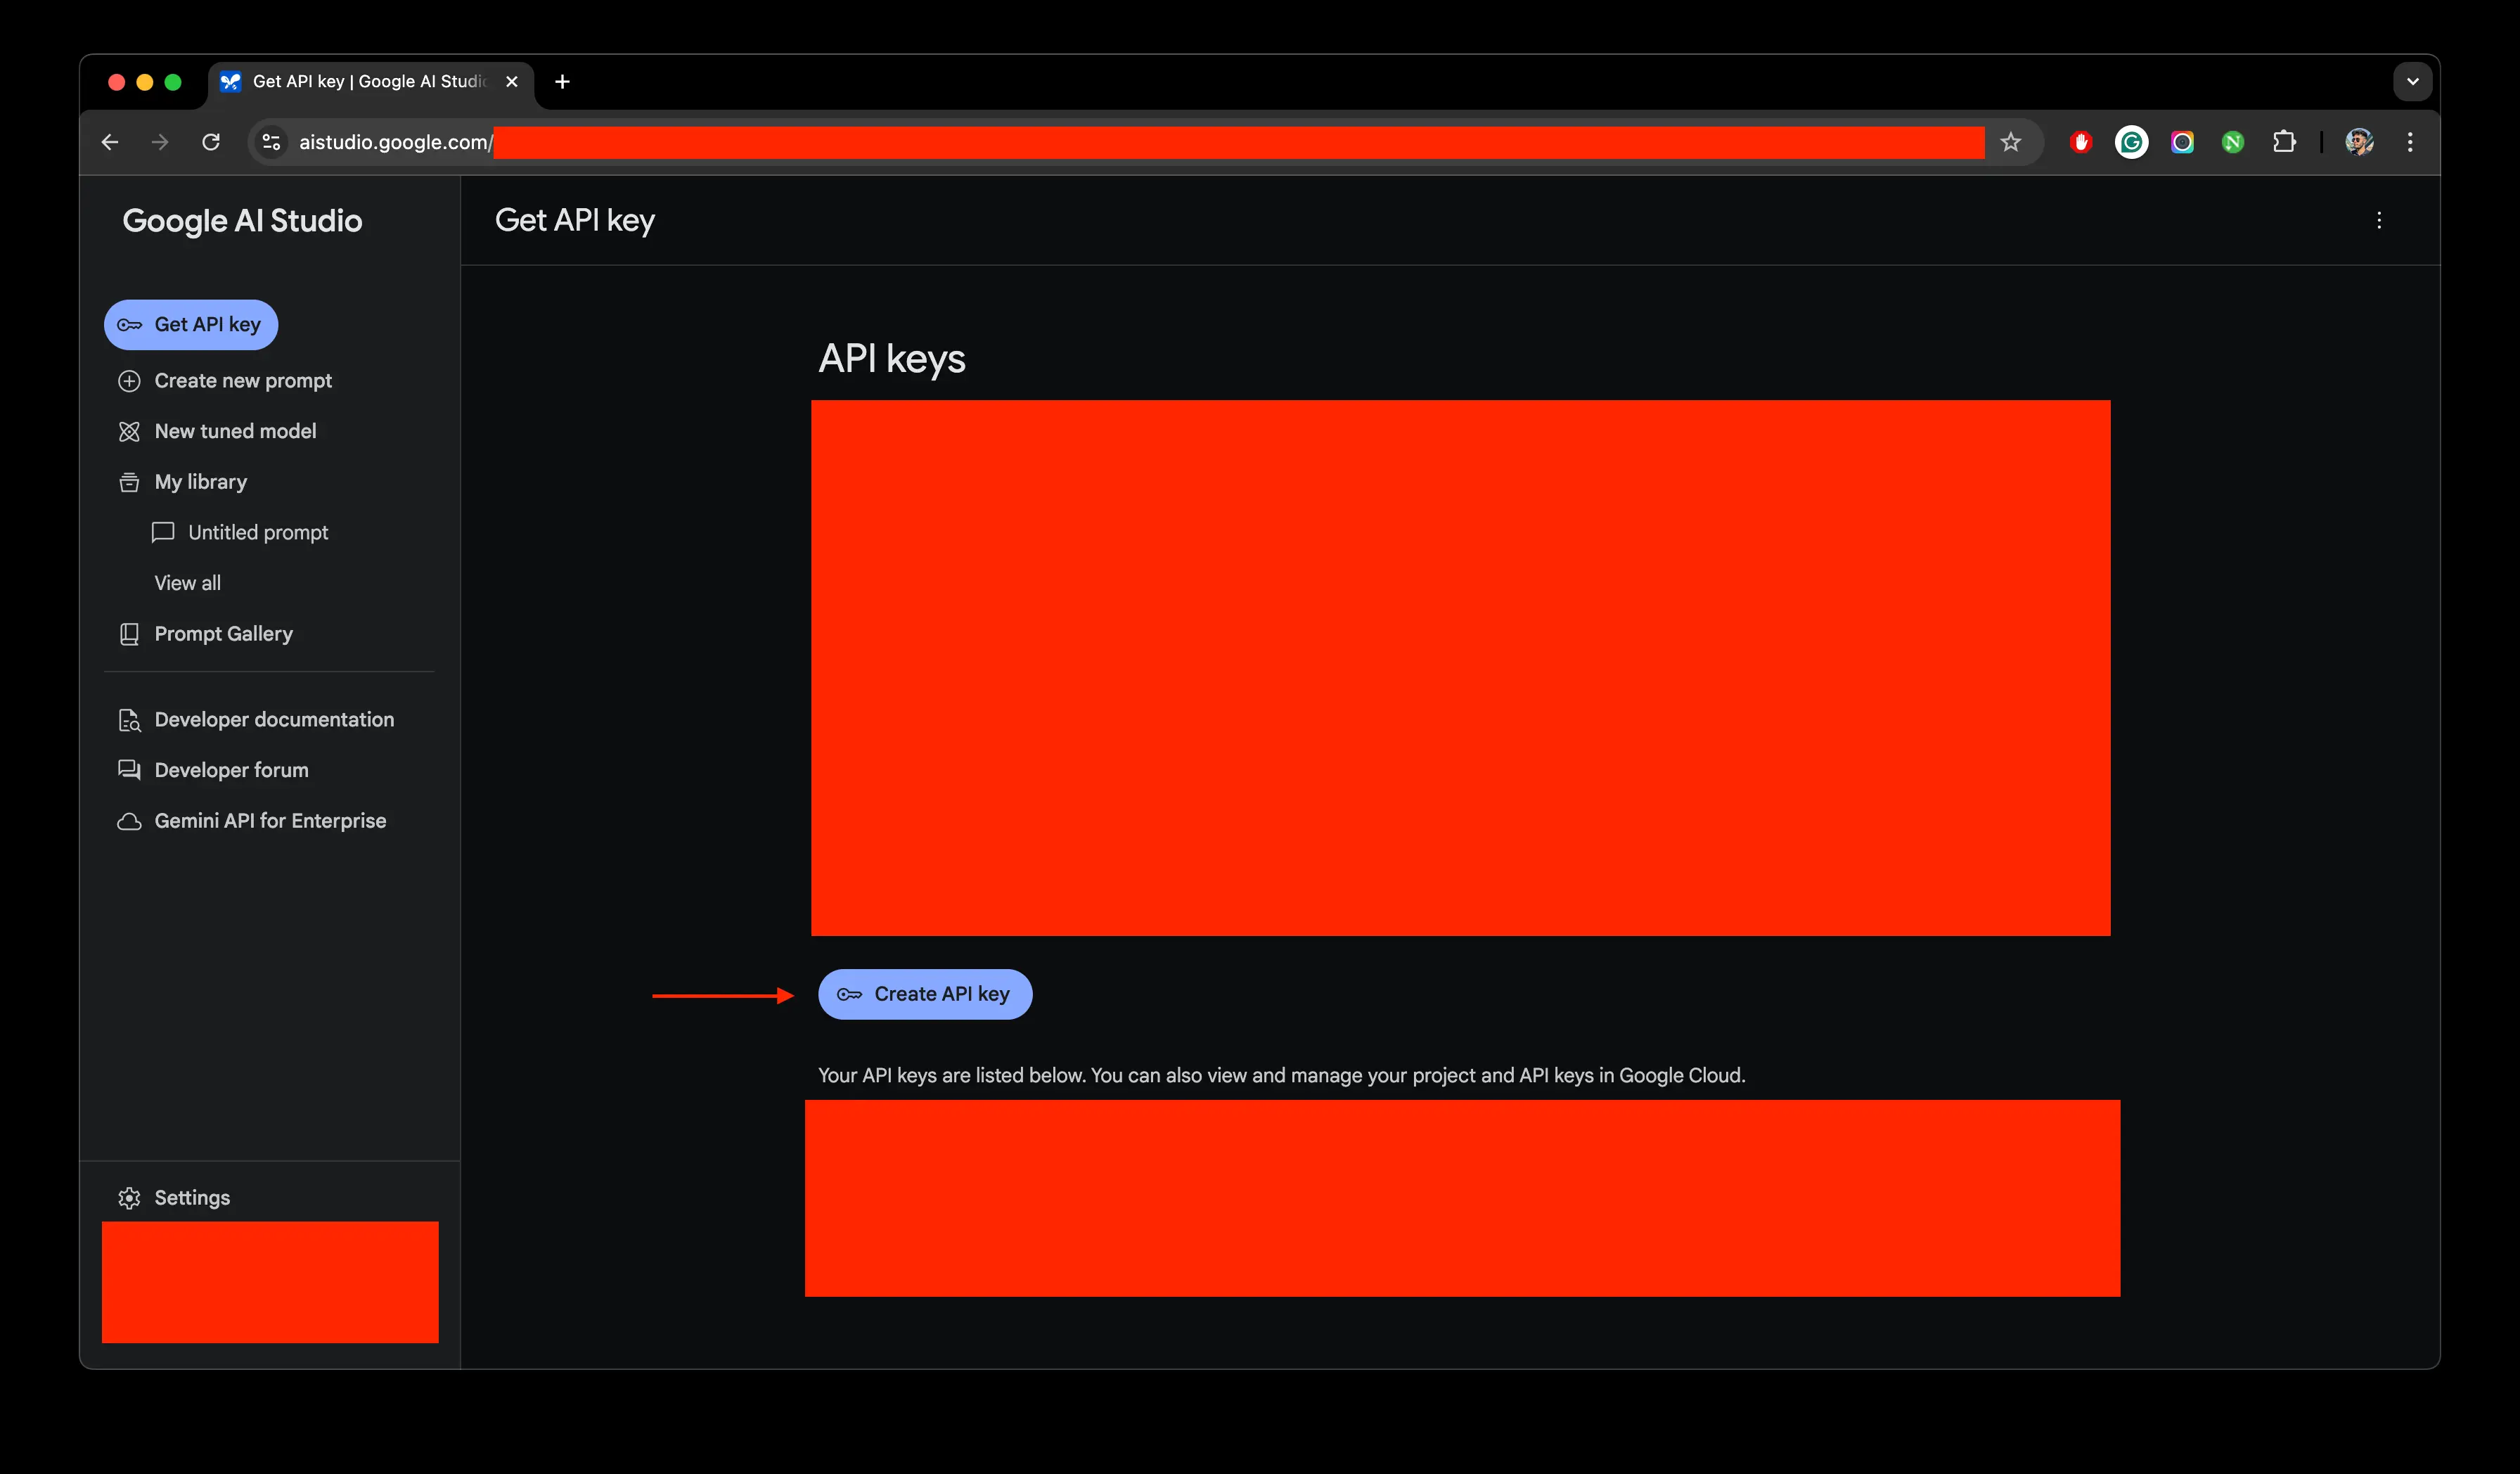 Get API key | Google AI Studio
aistudio.google.com/
Google AI Studio
Get API key
Get API key
Create new prompt
New tuned model
My library
Untitled prompt
View all
Prompt Gallery
Developer documentation
Developer forum
Gemini API for Enterprise
Settings
API keys
Create API key
Your API keys are listed below. You can also view and manage your project and API keys in Google Cloud.